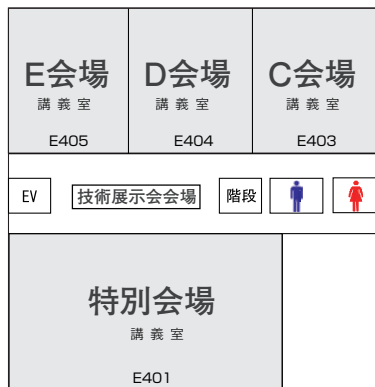 E会場
講義室
E405
D会場
講義室
E404
C会場
講義室
E403
EV
技術展示会会場
階段
特別会場
講義室
E401